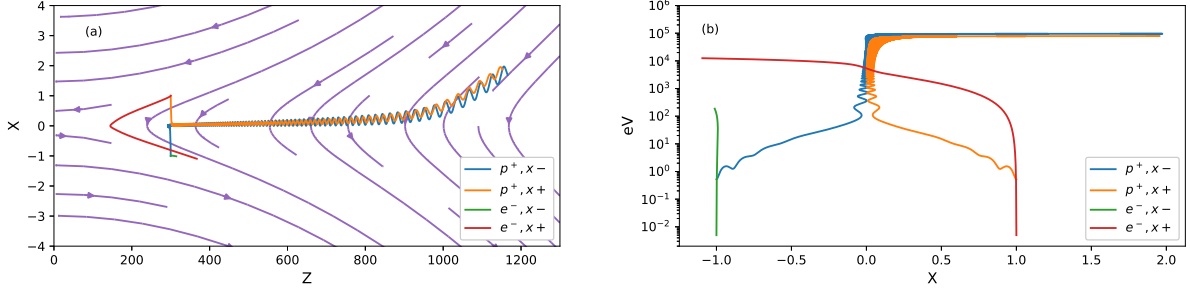 (a)
X
4
3
2
1
0
−1
−2
−3
−4
0
200
400
600
800
1000
1200
Z
p⁺, x−
p⁺, x+
e⁻, x−
e⁻, x+
(b)
eV
10⁶
10⁵
10⁴
10³
10²
10¹
10⁰
10⁻¹
10⁻²
−1.0
−0.5
0.0
0.5
1.0
1.5
2.0
X
p⁺, x−
p⁺, x+
e⁻, x−
e⁻, x+